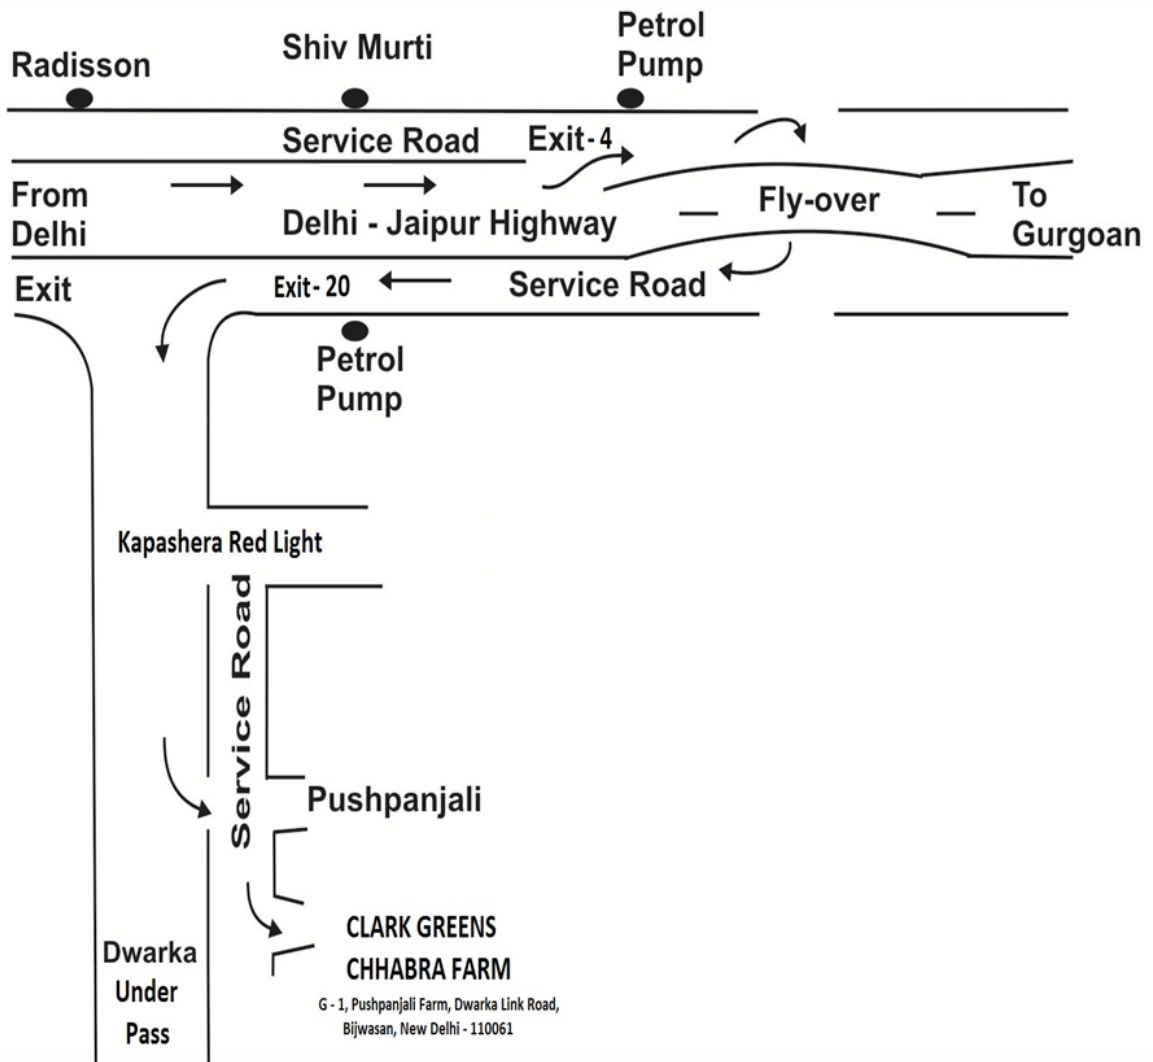 Radisson
Shiv Murti
Petrol
Pump
Service Road
Exit- 4
From
Delhi
Delhi - Jaipur Highway
Fly-over
To
Gurgoan
Exit
Exit- 20
Service Road
Petrol
Pump
Kapashera Red Light
Service Road
Pushpanjali
CLARK GREENS
CHHABRA FARM
G - 1, Pushpanjali Farm, Dwarka Link Road,
Bijwasan, New Delhi - 110061
Dwarka
Under
Pass